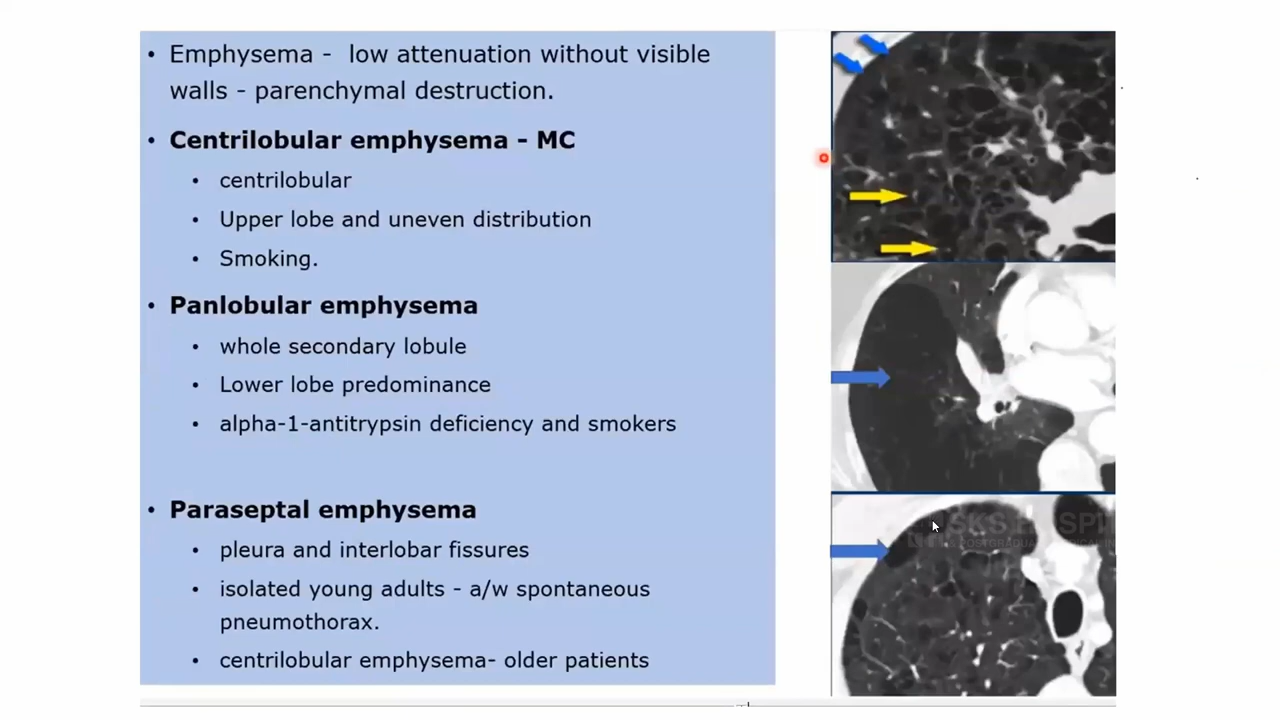 • Emphysema - low attenuation without visible
walls - parenchymal destruction.
• Centrilobular emphysema - MC
• centrilobular
• Upper lobe and uneven distribution
• Smoking.
• Panlobular emphysema
• whole secondary lobule
• Lower lobe predominance
• alpha-1-antitrypsin deficiency and smokers
• Paraseptal emphysema
• pleura and interlobar fissures
• isolated young adults - a/w spontaneous
pneumothorax.
• centrilobular emphysema- older patients